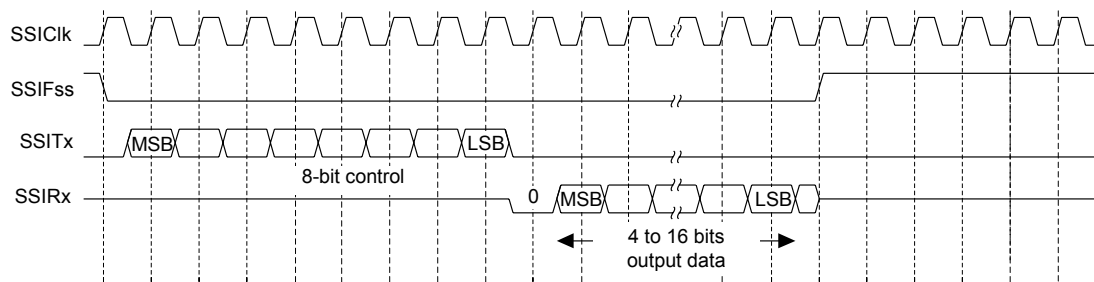 SSIClk
SSIFss
SSITx
MSB LSB
8-bit control
SSIRx
0 MSB LSB
4 to 16 bits
output data